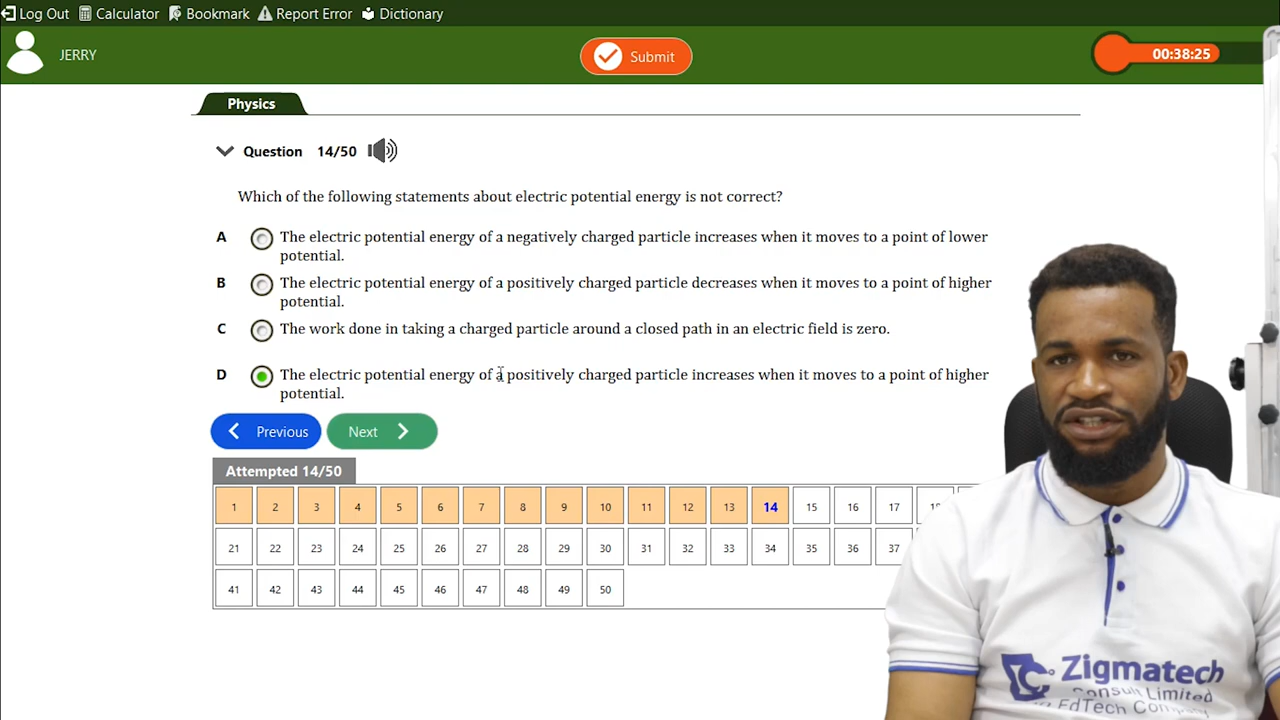 Log Out Calculator Bookmark Report Error Dictionary
JERRY
Submit
00:38:25
Physics
Question 14/50
Which of the following statements about electric potential energy is not correct?
A The electric potential energy of a negatively charged particle increases when it moves to a point of lower
potential.
B The electric potential energy of a positively charged particle decreases when it moves to a point of higher
potential.
C The work done in taking a charged particle around a closed path in an electric field is zero.
D The electric potential energy of a positively charged particle increases when it moves to a point of higher
potential.
Previous Next
Attempted 14/50
1 2 3 4 5 6 7 8 9 10 11 12 13 14 15 16 17
21 22 23 24 25 26 27 28 29 30 31 32 33 34 35 36 37
41 42 43 44 45 46 47 48 49 50
Zigmatech
Consult Limited
EdTech